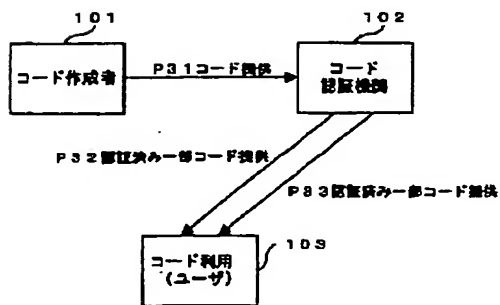 101
102
コード作成者
P31コード提供
コード
認証機関
P32認証済み一部コード提供
P33認証済み一部コード提供
コード利用
(ユーザ)
103